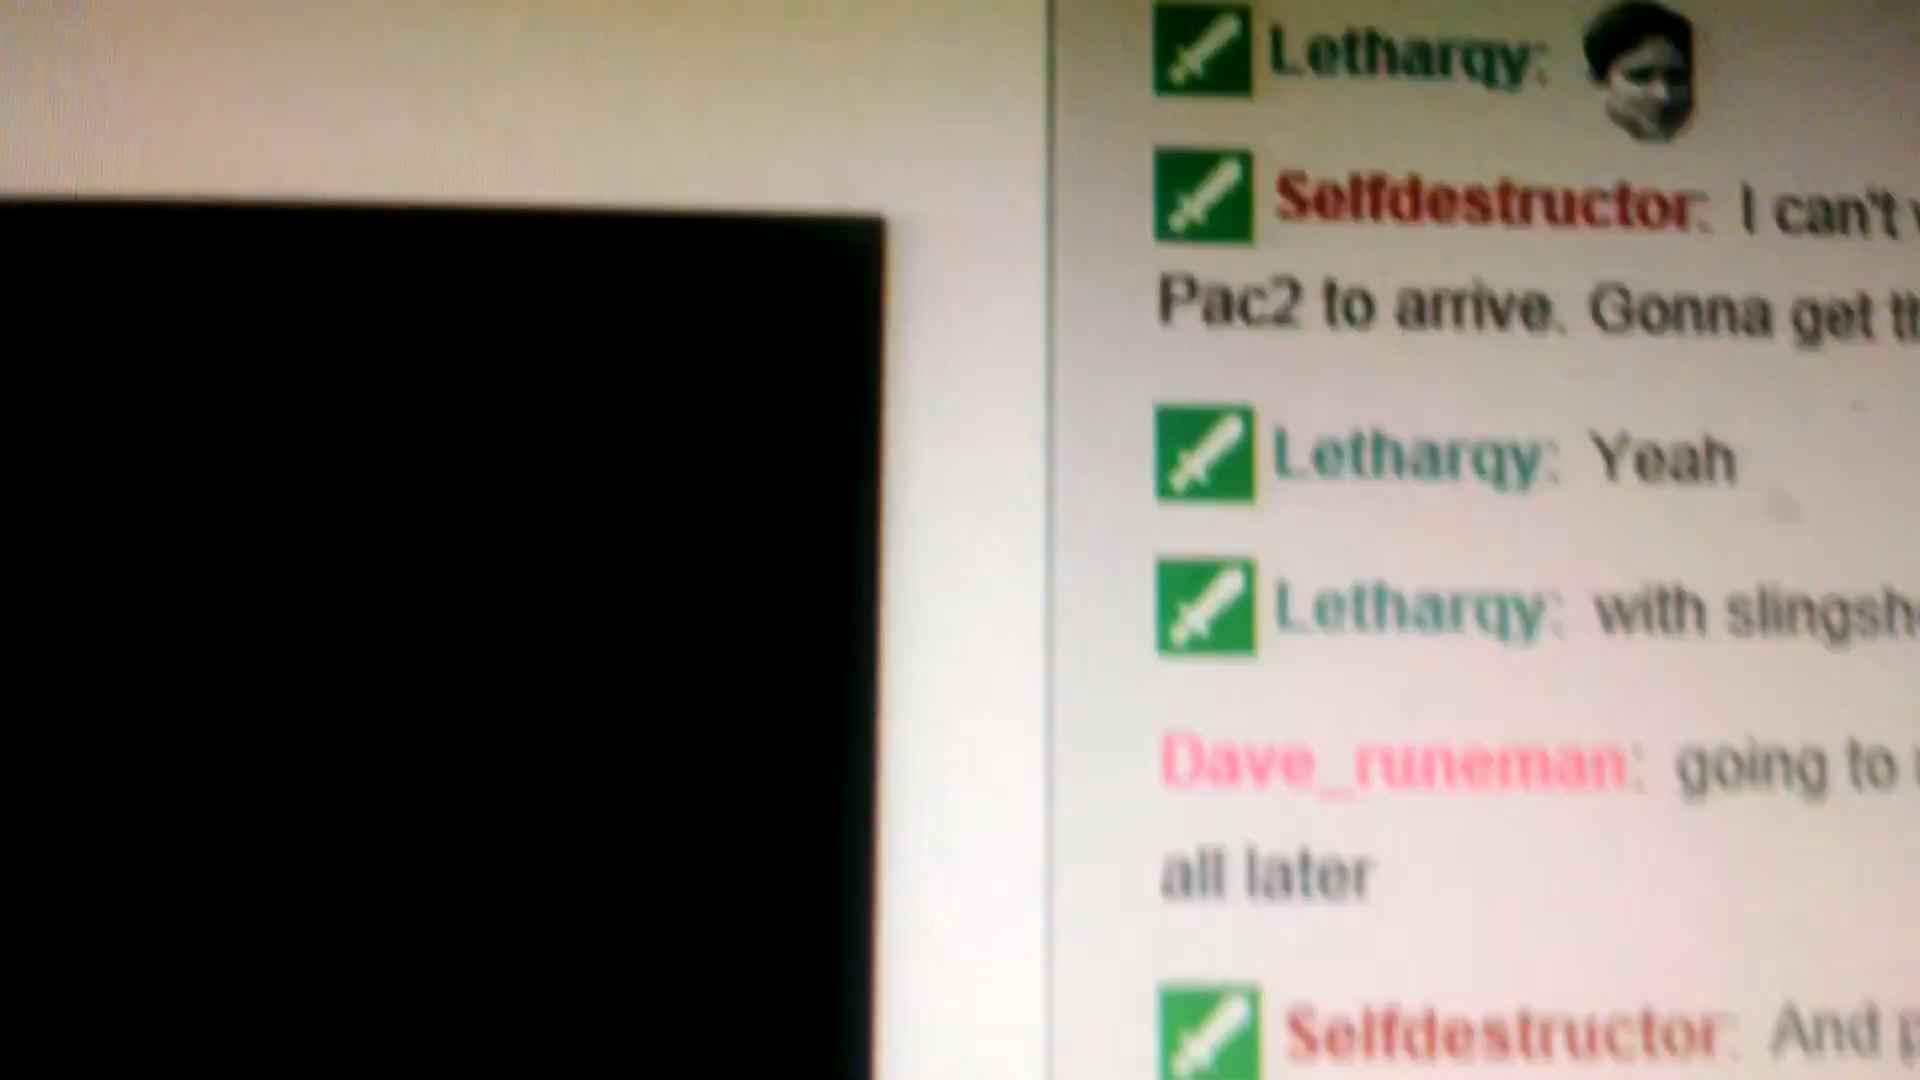 Letharqy:
Selfdestructor: I can't
Pac2 to arrive. Gonna get
Letharqy: Yeah
Letharqy: with
Dave_runeman: going to
all later
Selfdestructor: And